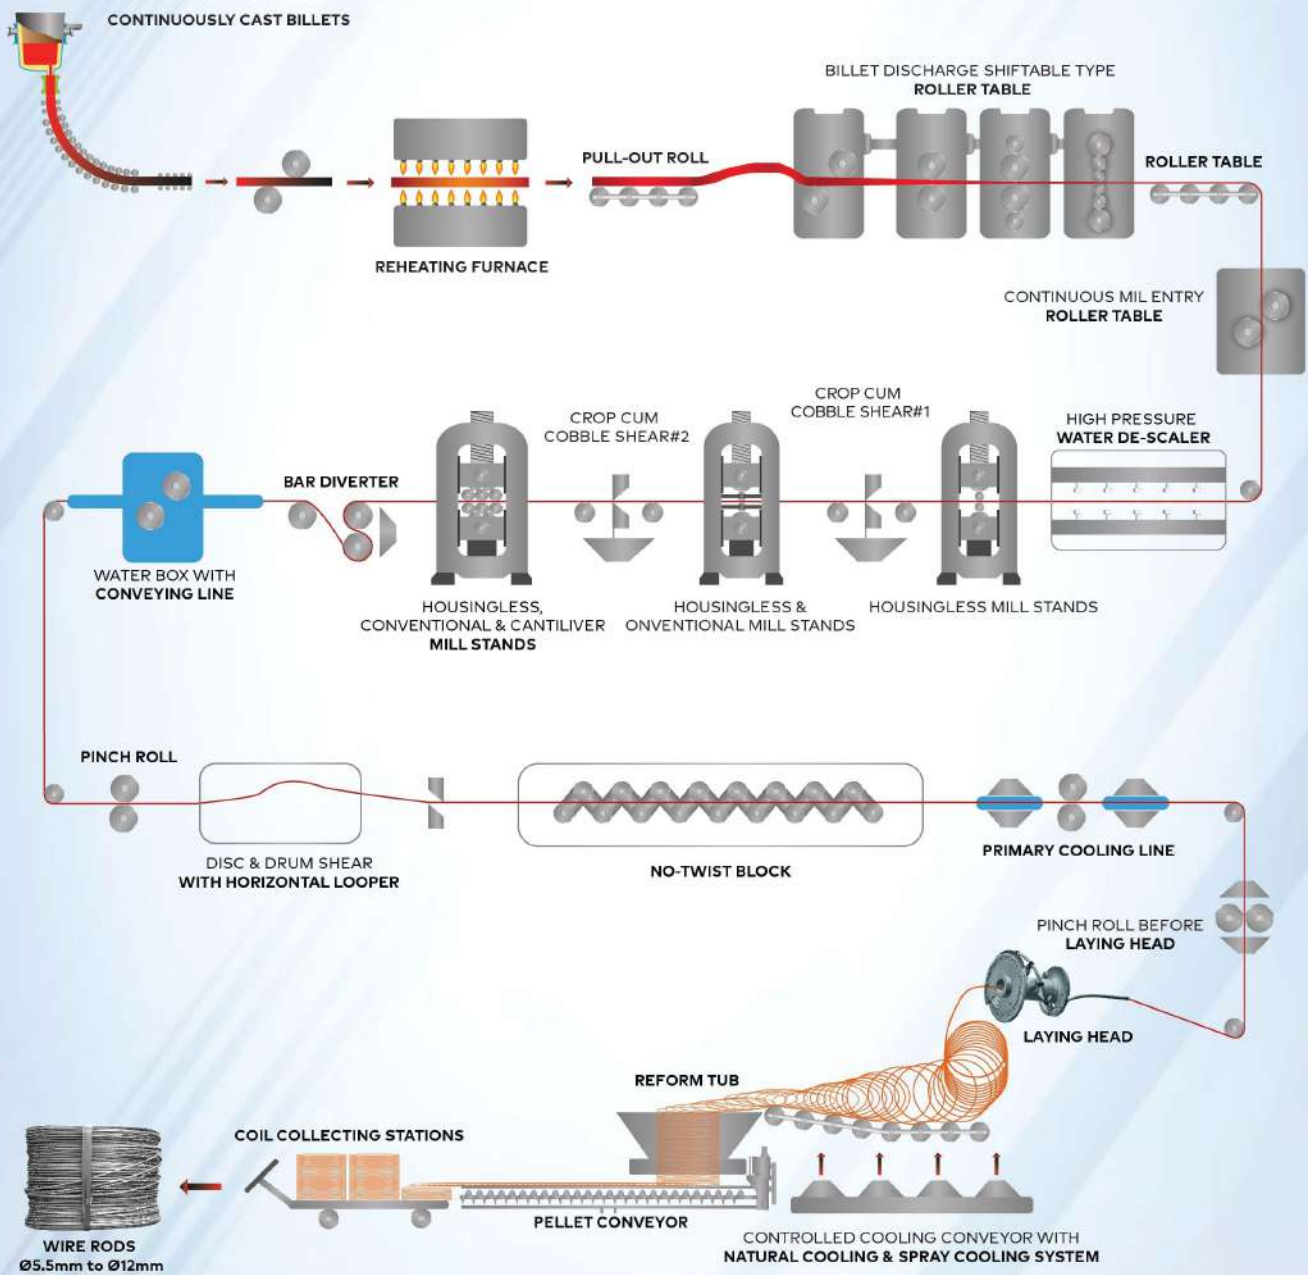 CONTINUOUSLY CAST BILLETS
BILLET DISCHARGE SHIFTABLE TYPE
ROLLER TABLE
PULL-OUT ROLL
ROLLER TABLE
REHEATING FURNACE
CONTINUOUS MIL ENTRY
ROLLER TABLE
CROP CUM
COBBLE SHEAR#1
CROP CUM
COBBLE SHEAR#2
HIGH PRESSURE
WATER DE-SCALER
BAR DIVERTER
WATER BOX WITH
CONVEYING LINE
HOUSINGLESS,
CONVENTIONAL & CANTILIVER
MILL STANDS
HOUSINGLESS &
ONVENTIONAL MILL STANDS
HOUSINGLESS MILL STANDS
PINCH ROLL
DISC & DRUM SHEAR
WITH HORIZONTAL LOOPER
NO-TWIST BLOCK
PRIMARY COOLING LINE
PINCH ROLL BEFORE
LAYING HEAD
LAYING HEAD
REFORM TUB
COIL COLLECTING STATIONS
PELLET CONVEYOR
CONTROLLED COOLING CONVEYOR WITH
NATURAL COOLING & SPRAY COOLING SYSTEM
WIRE RODS
Ø5.5mm to Ø12mm